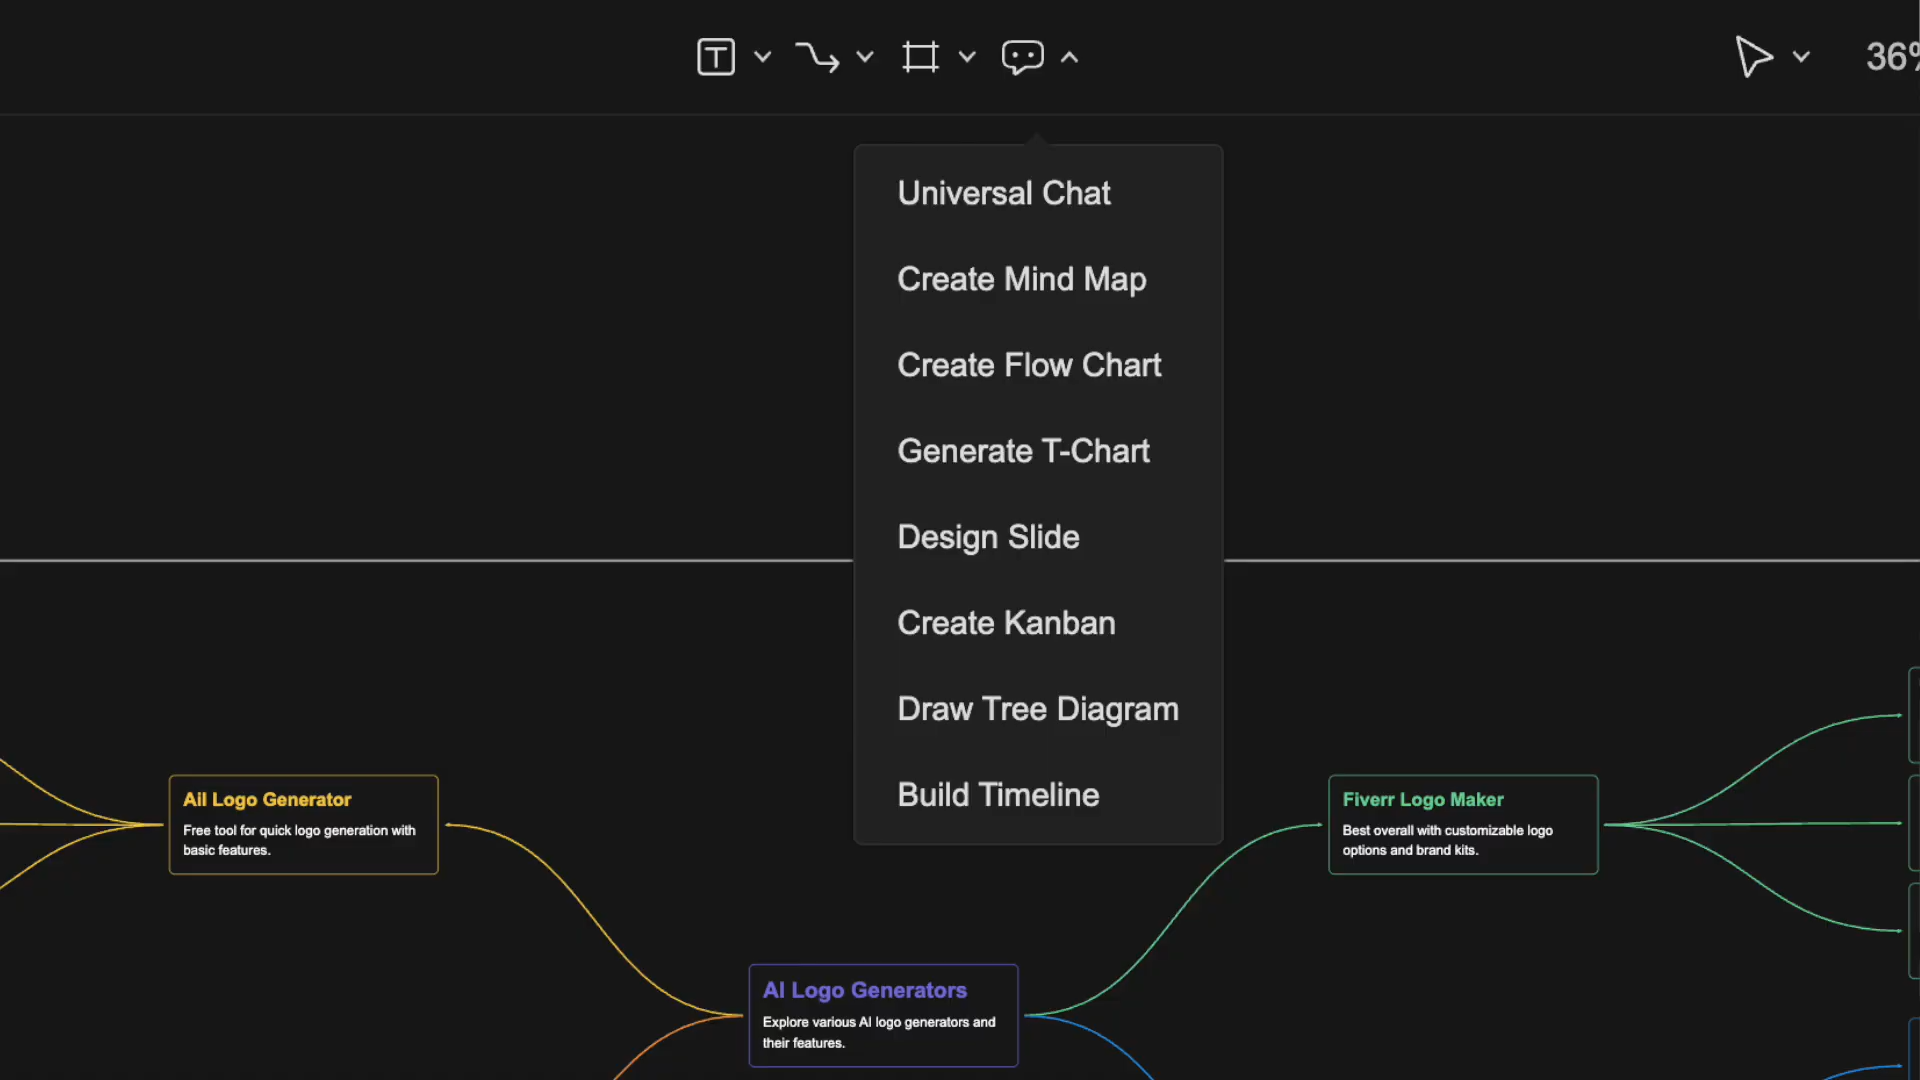 T
36%
Universal Chat
Create Mind Map
Create Flow Chart
Generate T-Chart
Design Slide
Create Kanban
Draw Tree Diagram
Build Timeline
Ail Logo Generator
Free tool for quick logo generation with
basic features.
Fiverr Logo Maker
Best overall with customizable logo
options and brand kits.
AI Logo Generators
Explore various AI logo generators and
their features.